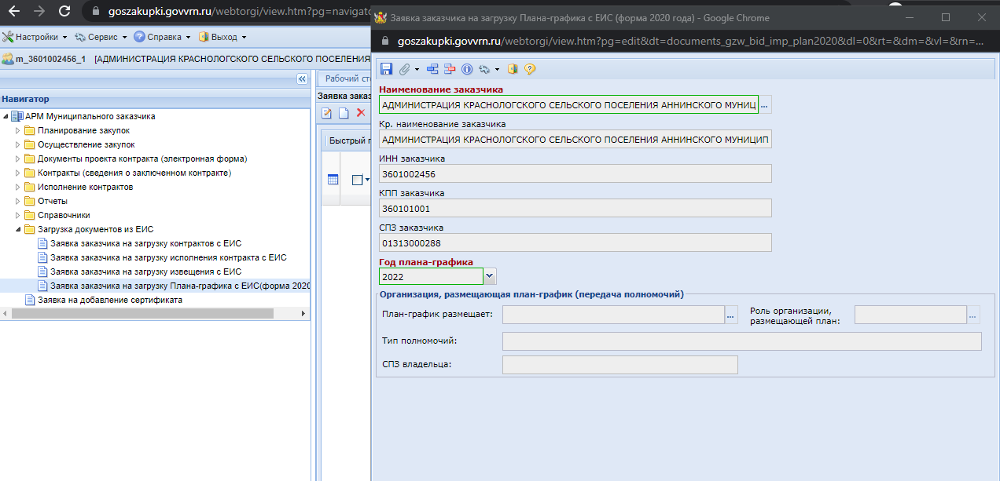 goszakupki.govvrn.ru/webtorgi/view.htm?pg=navigato
Настройки
Сервис
Справка
Выход
m_3601002456_1 [АДМИНИСТРАЦИЯ КРАСНОЛОГСКОГО СЕЛЬСКОГО ПОСЕЛЕНИЯ
Навигатор
АРМ Муниципального заказчика
Планирование закупок
Осуществление закупок
Документы проекта контракта (электронная форма)
Контракты (сведения о заключенном контракте)
Исполнение контрактов
Отчеты
Справочники
Загрузка документов из ЕИС
Заявка заказчика на загрузку контрактов с ЕИС
Заявка заказчика на загрузку исполнения контракта с ЕИС
Заявка заказчика на загрузку извещения с ЕИС
Заявка заказчика на загрузку Плана-графика с ЕИС(форма 2020
Заявка на добавление сертификата
Рабочий сто
Заявка заказ
Быстрый п
Заявка заказчика на загрузку Плана-графика с ЕИС (форма 2020 года) - Google Chrome
goszakupki.govvrn.ru/webtorgi/view.htm?pg=edit&dt=documents_gzw_bid_imp_plan2020&dl=0&rt=&dm=&vl=&rn=...
Наименование заказчика
АДМИНИСТРАЦИЯ КРАСНОЛОГСКОГО СЕЛЬСКОГО ПОСЕЛЕНИЯ АННИНСКОГО МУНИЦ ...
Кр. наименование заказчика
АДМИНИСТРАЦИЯ КРАСНОЛОГСКОГО СЕЛЬСКОГО ПОСЕЛЕНИЯ АННИНСКОГО МУНИЦИП
ИНН заказчика
3601002456
КПП заказчика
360101001
СПЗ заказчика
01313000288
Год плана-графика
2022
Организация, размещающая план-график (передача полномочий)
План-график размещает: ...
Роль организации,
размещающей план: ...
Тип полномочий:
СПЗ владельца: